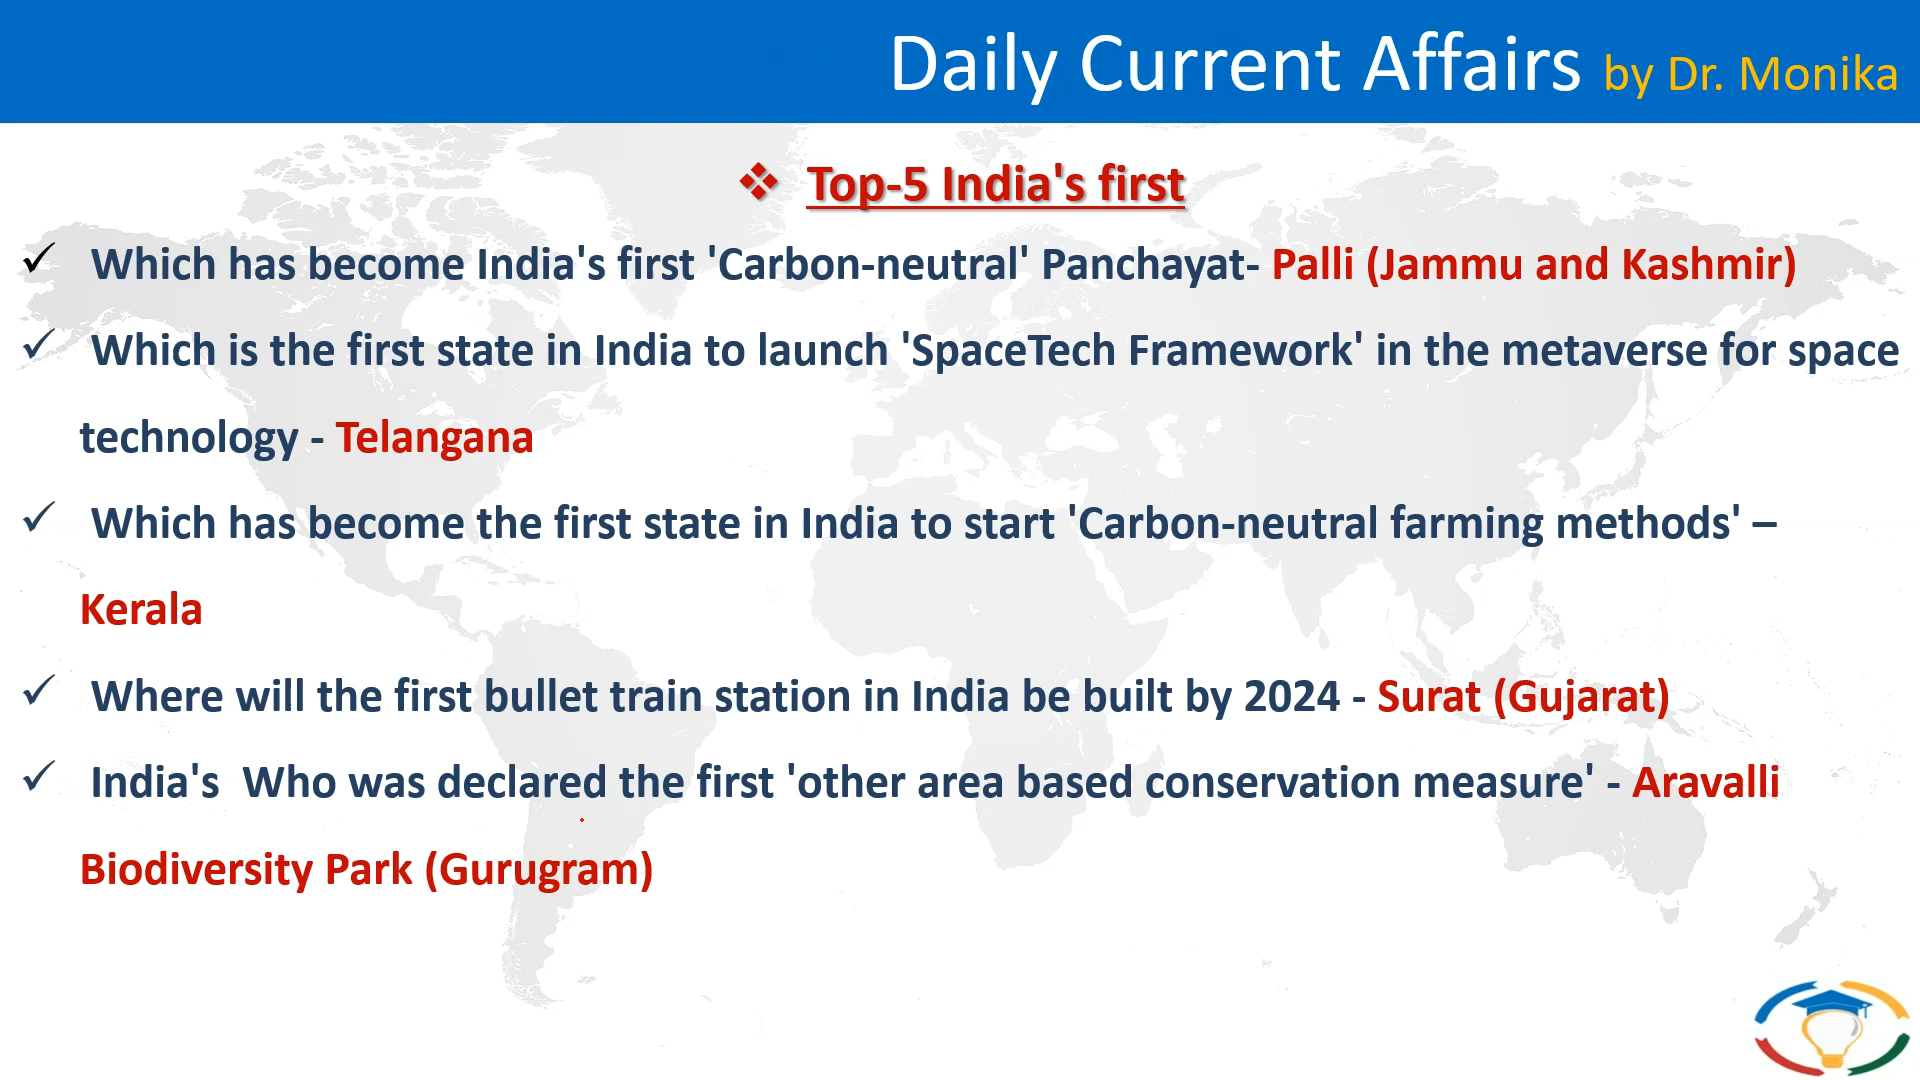 Daily Current Affairs by Dr. Monika
❖ Top-5 India's first
✓ Which has become India's first 'Carbon-neutral' Panchayat- Palli (Jammu and Kashmir)
✓ Which is the first state in India to launch 'SpaceTech Framework' in the metaverse for space
technology - Telangana
✓ Which has become the first state in India to start 'Carbon-neutral farming methods' –
Kerala
✓ Where will the first bullet train station in India be built by 2024 - Surat (Gujarat)
✓ India's  Who was declared the first 'other area based conservation measure' - Aravalli
Biodiversity Park (Gurugram)